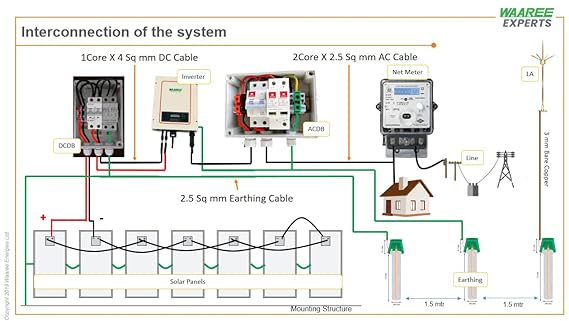 Interconnection of the system
WAAREE
EXPERTS
1Core X 4 Sq mm DC Cable
2Core X 2.5 Sq mm AC Cable
Inverter
Net Meter
LA
WAAREE
DCDB
ACDB
3 mm Bare Copper
Line
2.5 Sq mm Earthing Cable
+
-
Solar Panels
Earthing
1.5 mtr
1.5 mtr
Mounting Structure
Copyright 2019 Waaree Energies Ltd